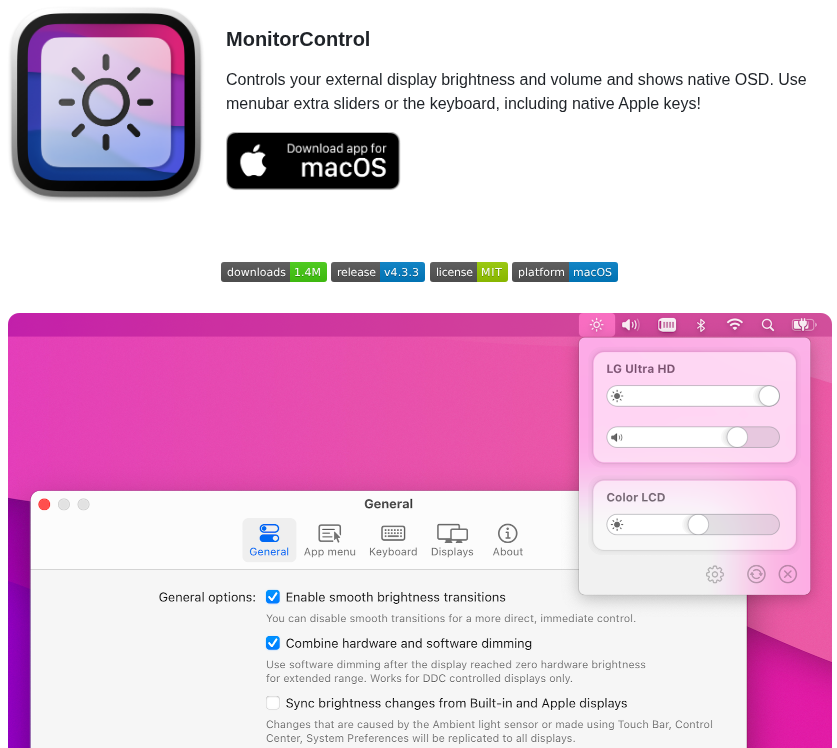 MonitorControl
Controls your external display brightness and volume and shows native OSD. Use
menubar extra sliders or the keyboard, including native Apple keys!
Download app for
macOS
downloads 1.4M release v4.3.3 license MIT platform macOS
LG Ultra HD
Color LCD
General
General App menu Keyboard Displays About
General options: Enable smooth brightness transitions
You can disable smooth transitions for a more direct, immediate control.
Combine hardware and software dimming
Use software dimming after the display reached zero hardware brightness
for extended range. Works for DDC controlled displays only.
Sync brightness changes from Built-in and Apple displays
Changes that are caused by the Ambient light sensor or made using Touch Bar, Control
Center, System Preferences will be replicated to all displays.